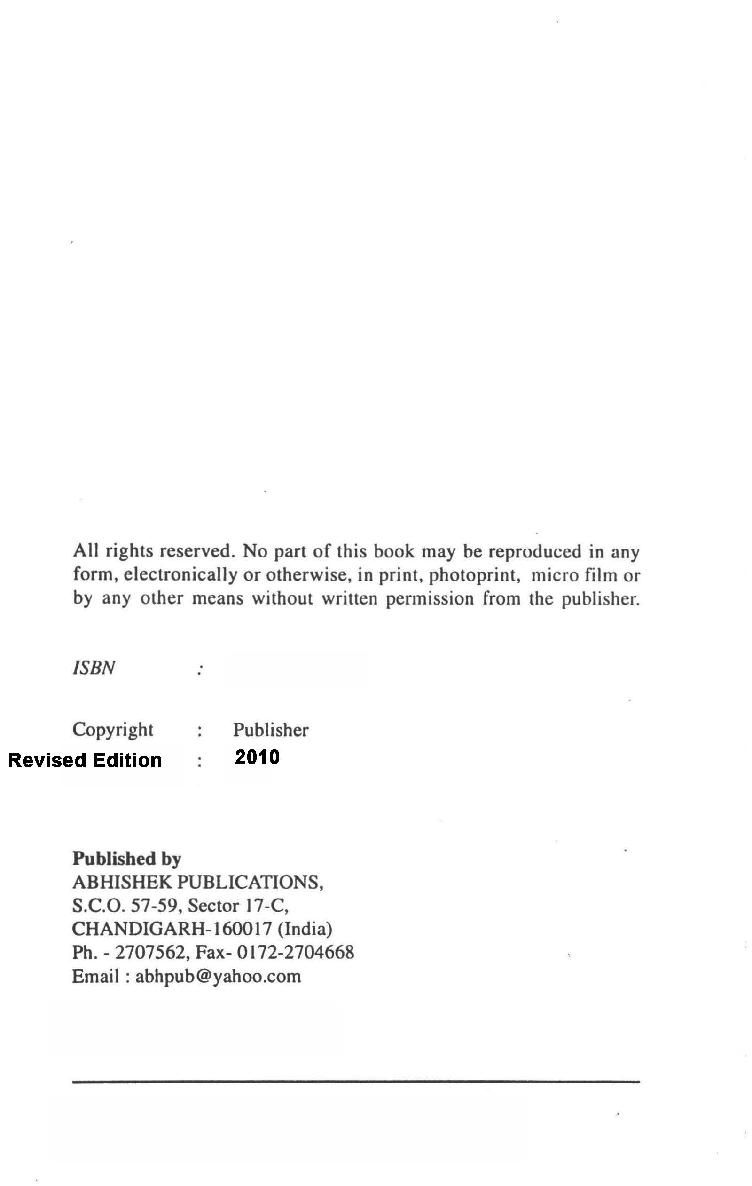 All rights reserved. No part of this book may be reproduced in any
form, electronically or otherwise, in print, photoprint, micro film or
by any other means without written permission from the publisher.
ISBN :
Copyright : Publisher
Revised Edition : 2010
Published by
ABHISHEK PUBLICATIONS,
S.C.O. 57-59, Sector 17-C,
CHANDIGARH-160017 (India)
Ph. - 2707562, Fax- 0172-2704668
Email : abhpub@yahoo.com